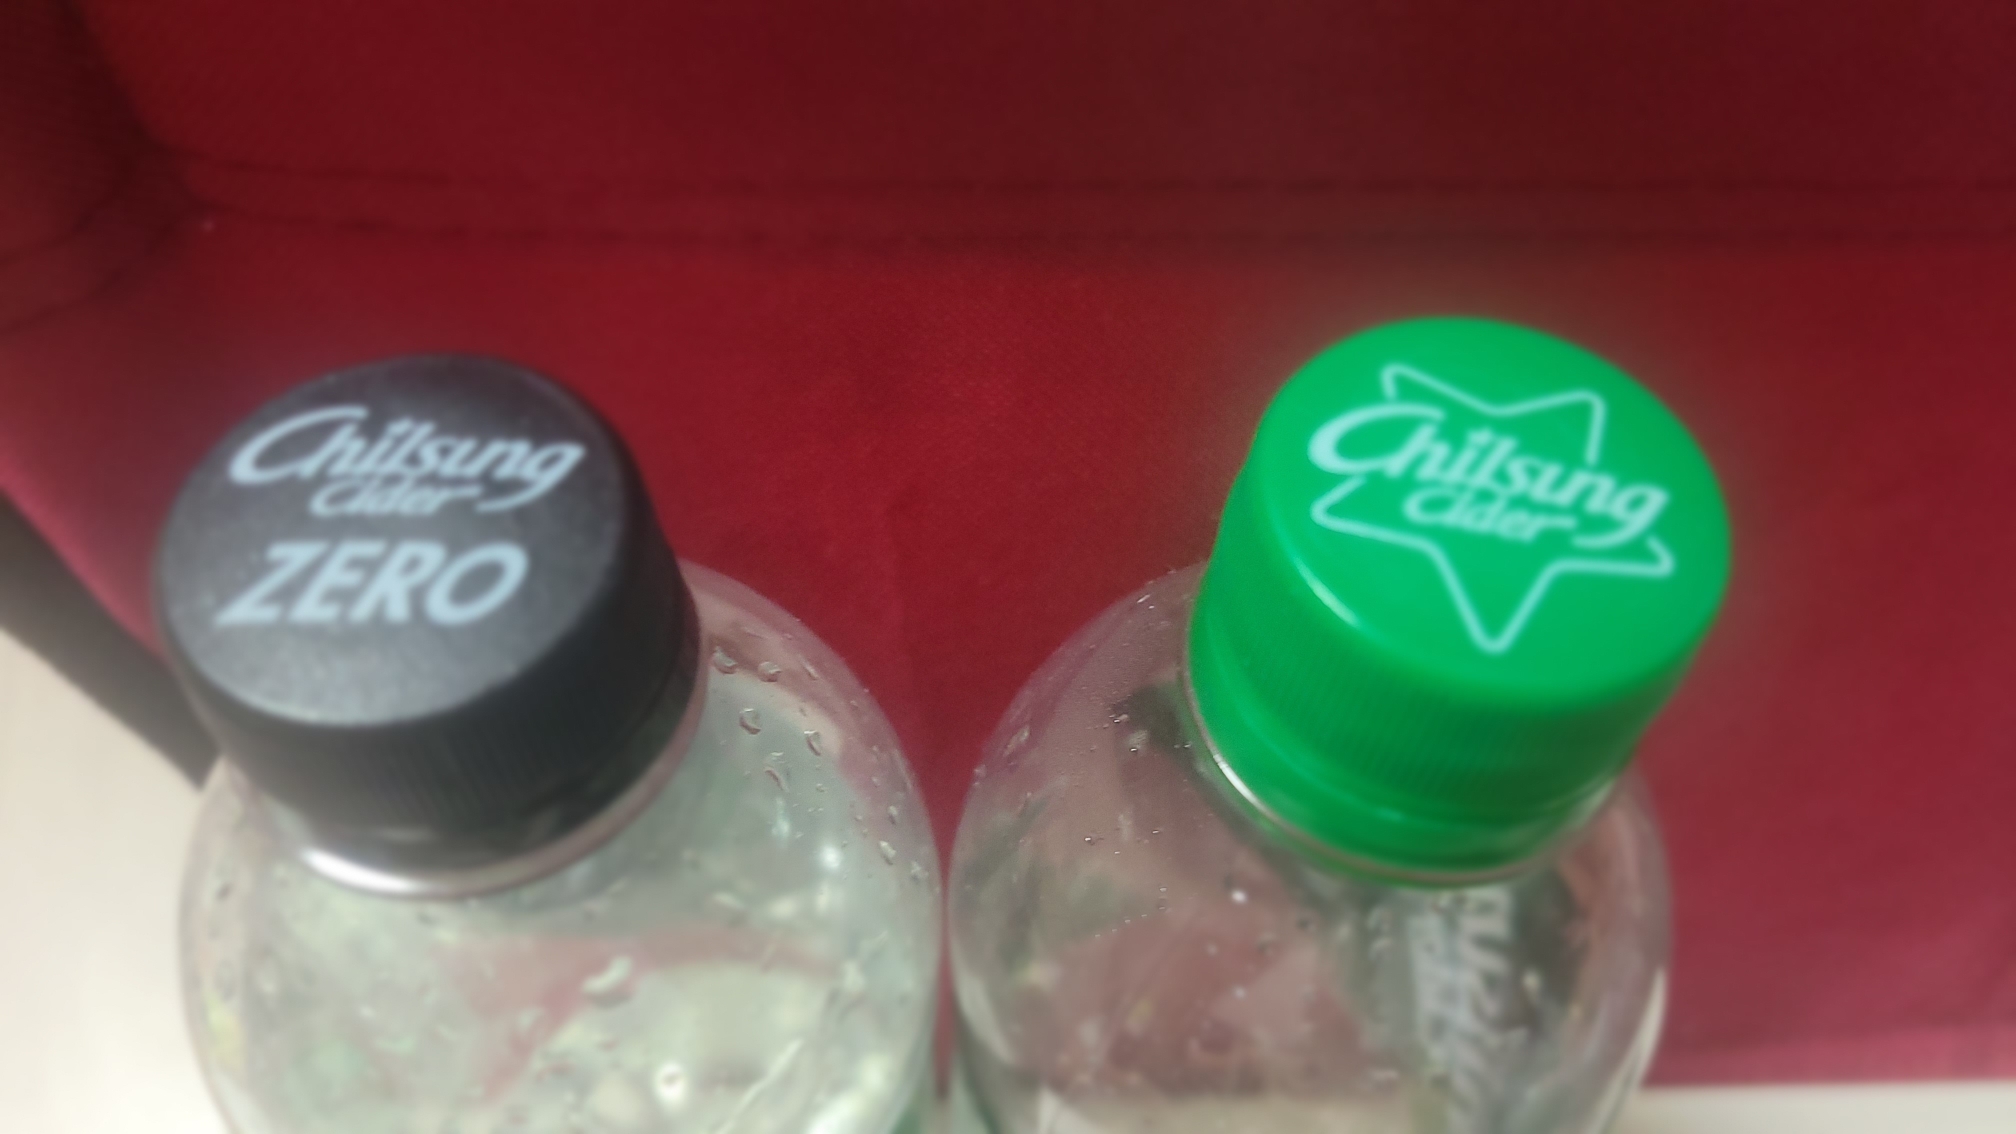 Chilsung
Cider
ZERO
Chilsung
Cider